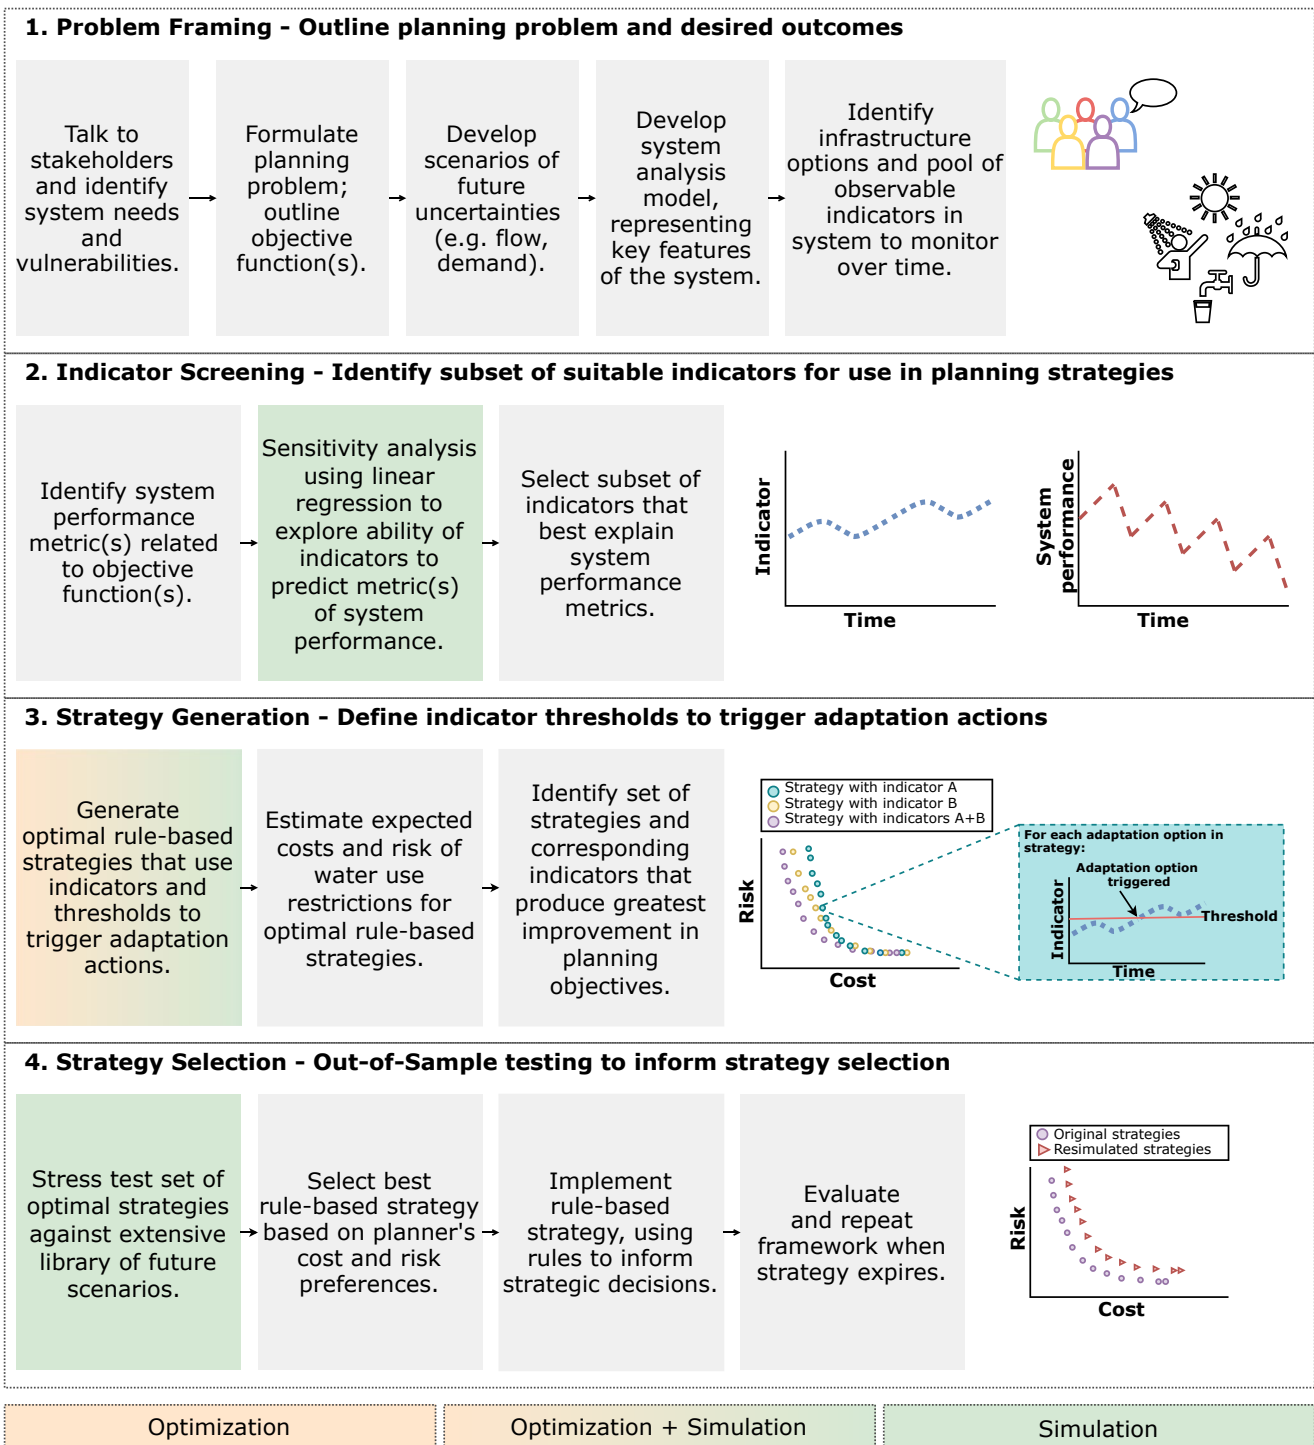 1. Problem Framing - Outline planning problem and desired outcomes
Talk to
stakeholders
and identify
system needs
and
vulnerabilities.
Formulate
planning
problem;
outline
objective
function(s).
Develop
scenarios of
future
uncertainties
(e.g. flow,
demand).
Develop
system
analysis
model,
representing
key features
of the system.
Identify
infrastructure
options and pool of
observable
indicators in
system to monitor
over time.
2. Indicator Screening - Identify subset of suitable indicators for use in planning strategies
Identify system
performance
metric(s) related
to objective
function(s).
Sensitivity analysis
using linear
regression to
explore ability of
indicators to
predict metric(s)
of system
performance.
Select subset of
indicators that
best explain
system
performance
metrics.
Indicator
Time
System
performance
Time
3. Strategy Generation - Define indicator thresholds to trigger adaptation actions
Generate
optimal rule-based
strategies that use
indicators and
thresholds to
trigger adaptation
actions.
Estimate expected
costs and risk of
water use
restrictions for
optimal rule-based
strategies.
Identify set of
strategies and
corresponding
indicators that
produce greatest
improvement in
planning
objectives.
Strategy with indicator A
Strategy with indicator B
Strategy with indicators A+B
Risk
Cost
For each adaptation option in
strategy:
Adaptation option
triggered
Threshold
Indicator
Time
4. Strategy Selection - Out-of-Sample testing to inform strategy selection
Stress test set of
optimal strategies
against extensive
library of future
scenarios.
Select best
rule-based strategy
based on planner's
cost and risk
preferences.
Implement
rule-based
strategy, using
rules to inform
strategic decisions.
Evaluate
and repeat
framework when
strategy expires.
Original strategies
Resimulated strategies
Risk
Cost
Optimization
Optimization + Simulation
Simulation